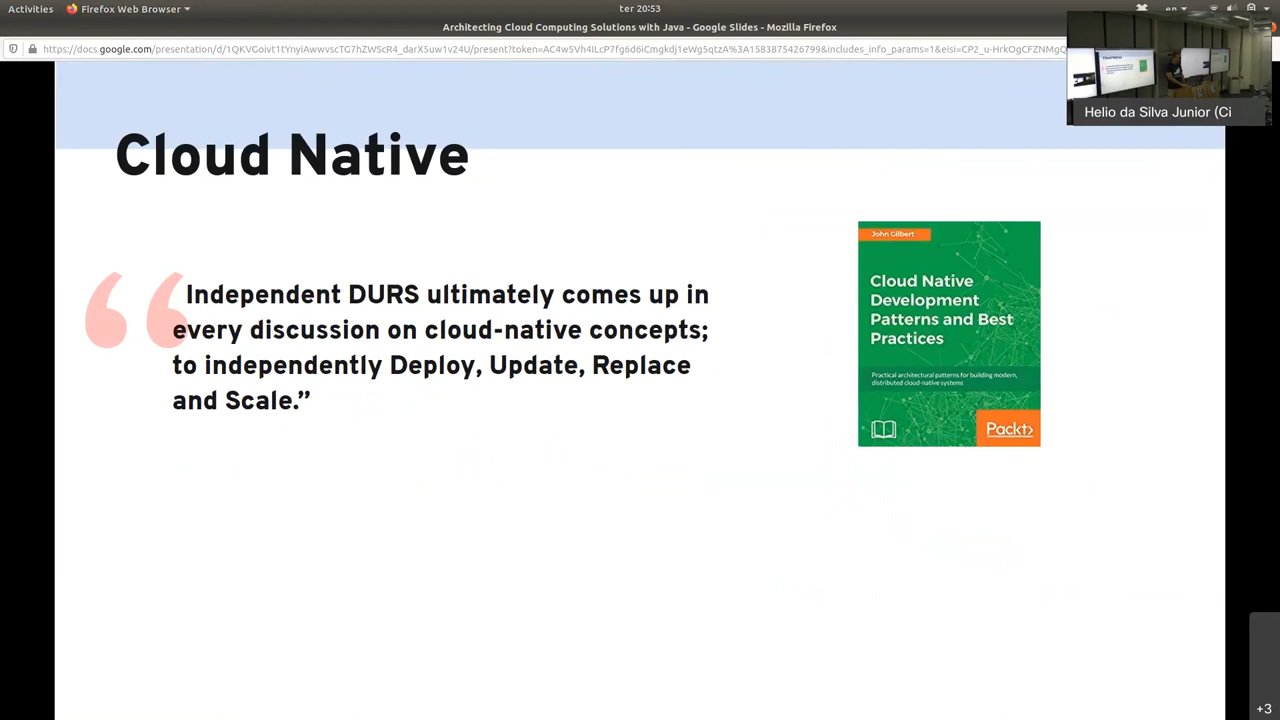 Activities
Firefox Web Browser
ter 20:53
Architecting Cloud Computing Solutions with Java - Google Slides - Mozilla Firefox
Helio da Silva Junior (Ci
Cloud Native
“ Independent DURS ultimately comes up in
every discussion on cloud-native concepts;
to independently Deploy, Update, Replace
and Scale.”
John Gilbert
Cloud Native
Development
Patterns and Best
Practices
Practical architectural patterns for building modern,
distributed cloud-native systems
Packt>
+3